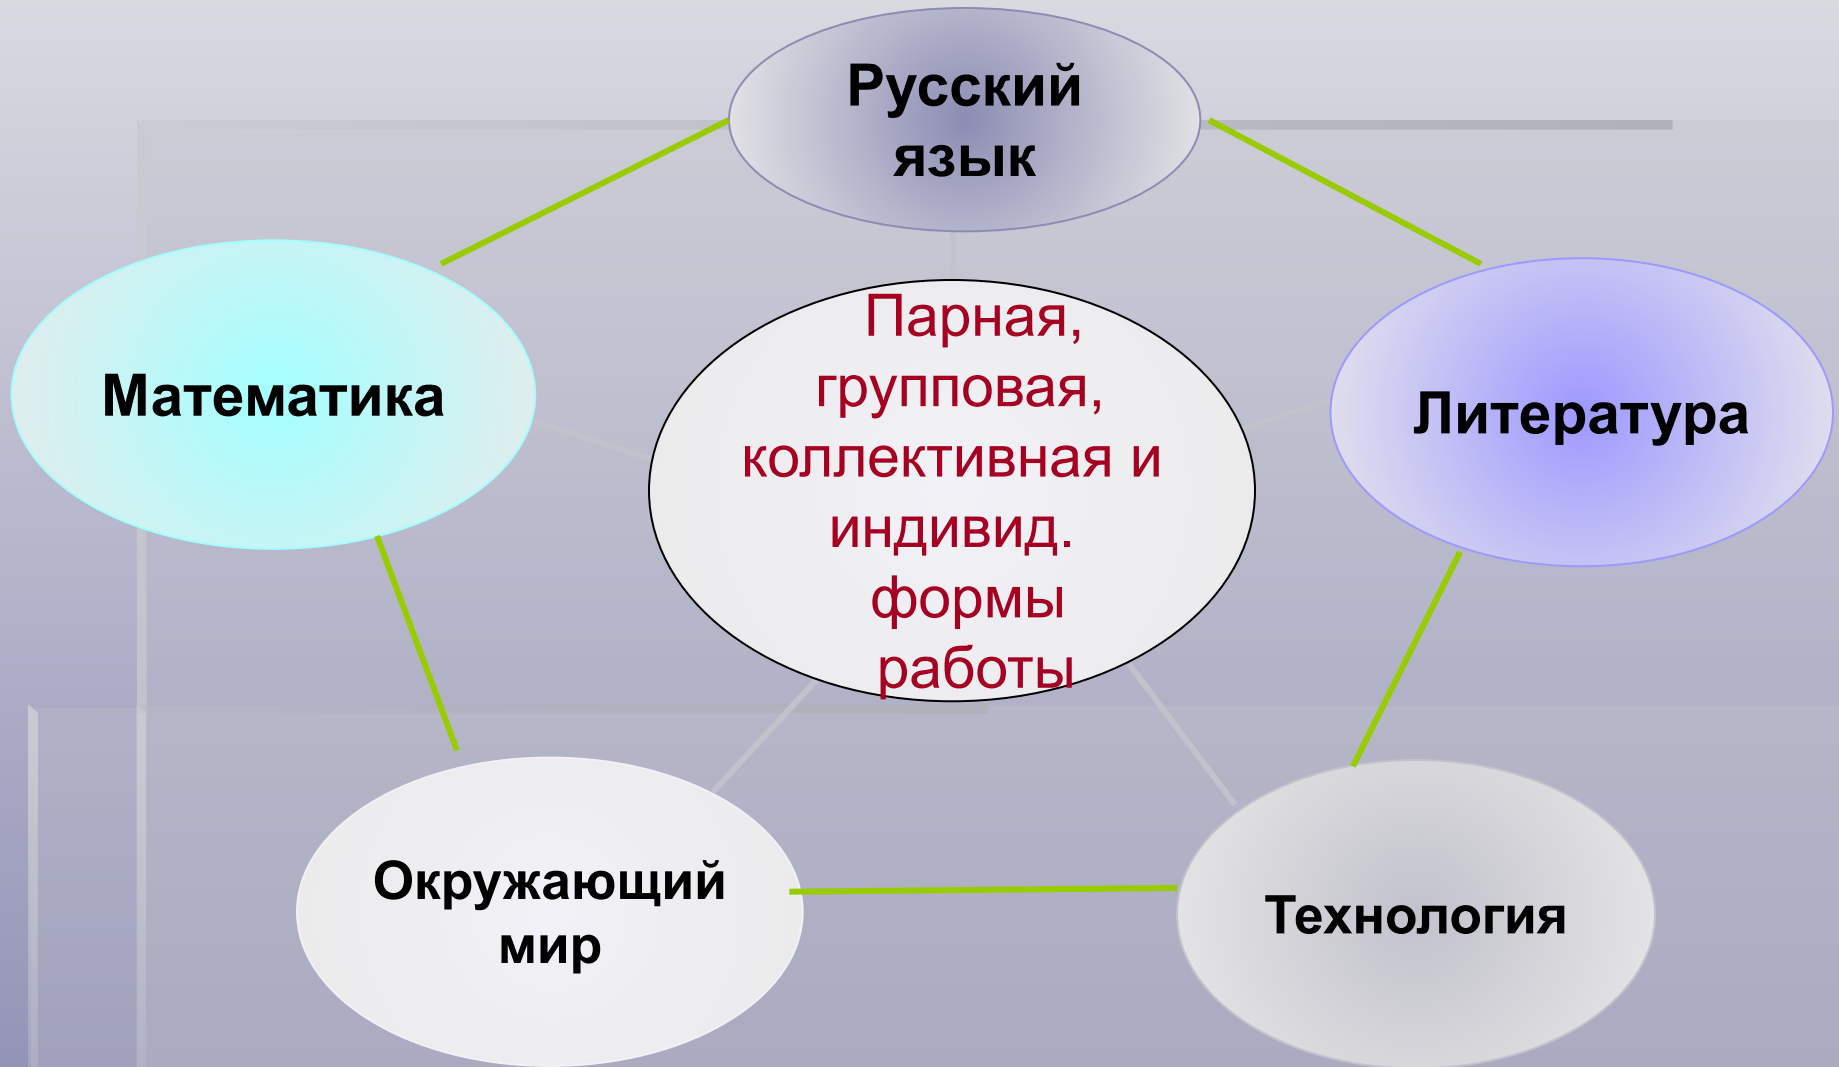 Русский
язык
Математика
Парная,
групповая,
коллективная и
индивид.
формы
работы
Литература
Окружающий
мир
Технология